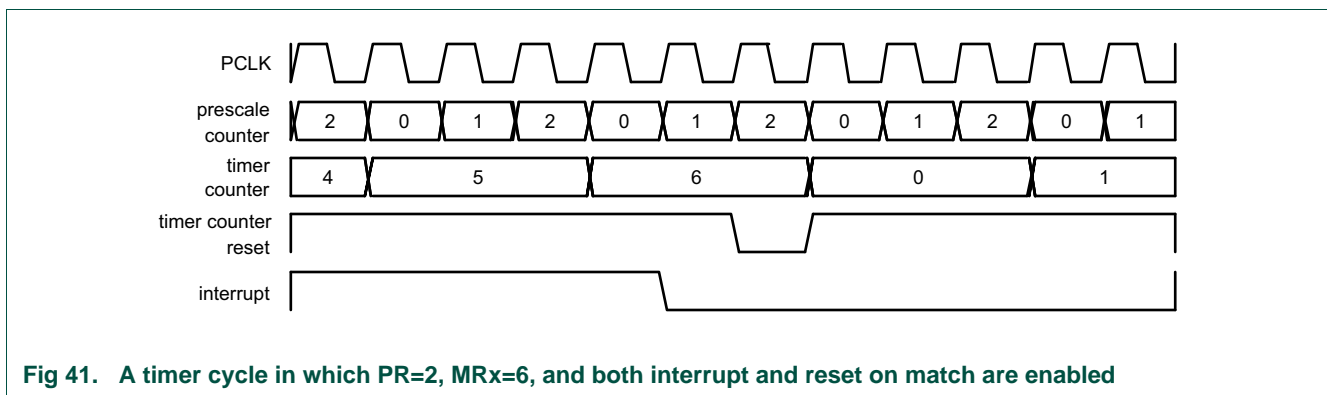 PCLK
prescale
counter
2 0 1 2 0 1 2 0 1 2 0 1
timer
counter
4 5 6 0 1
timer counter
reset
interrupt
Fig 41. A timer cycle in which PR=2, MRx=6, and both interrupt and reset on match are enabled